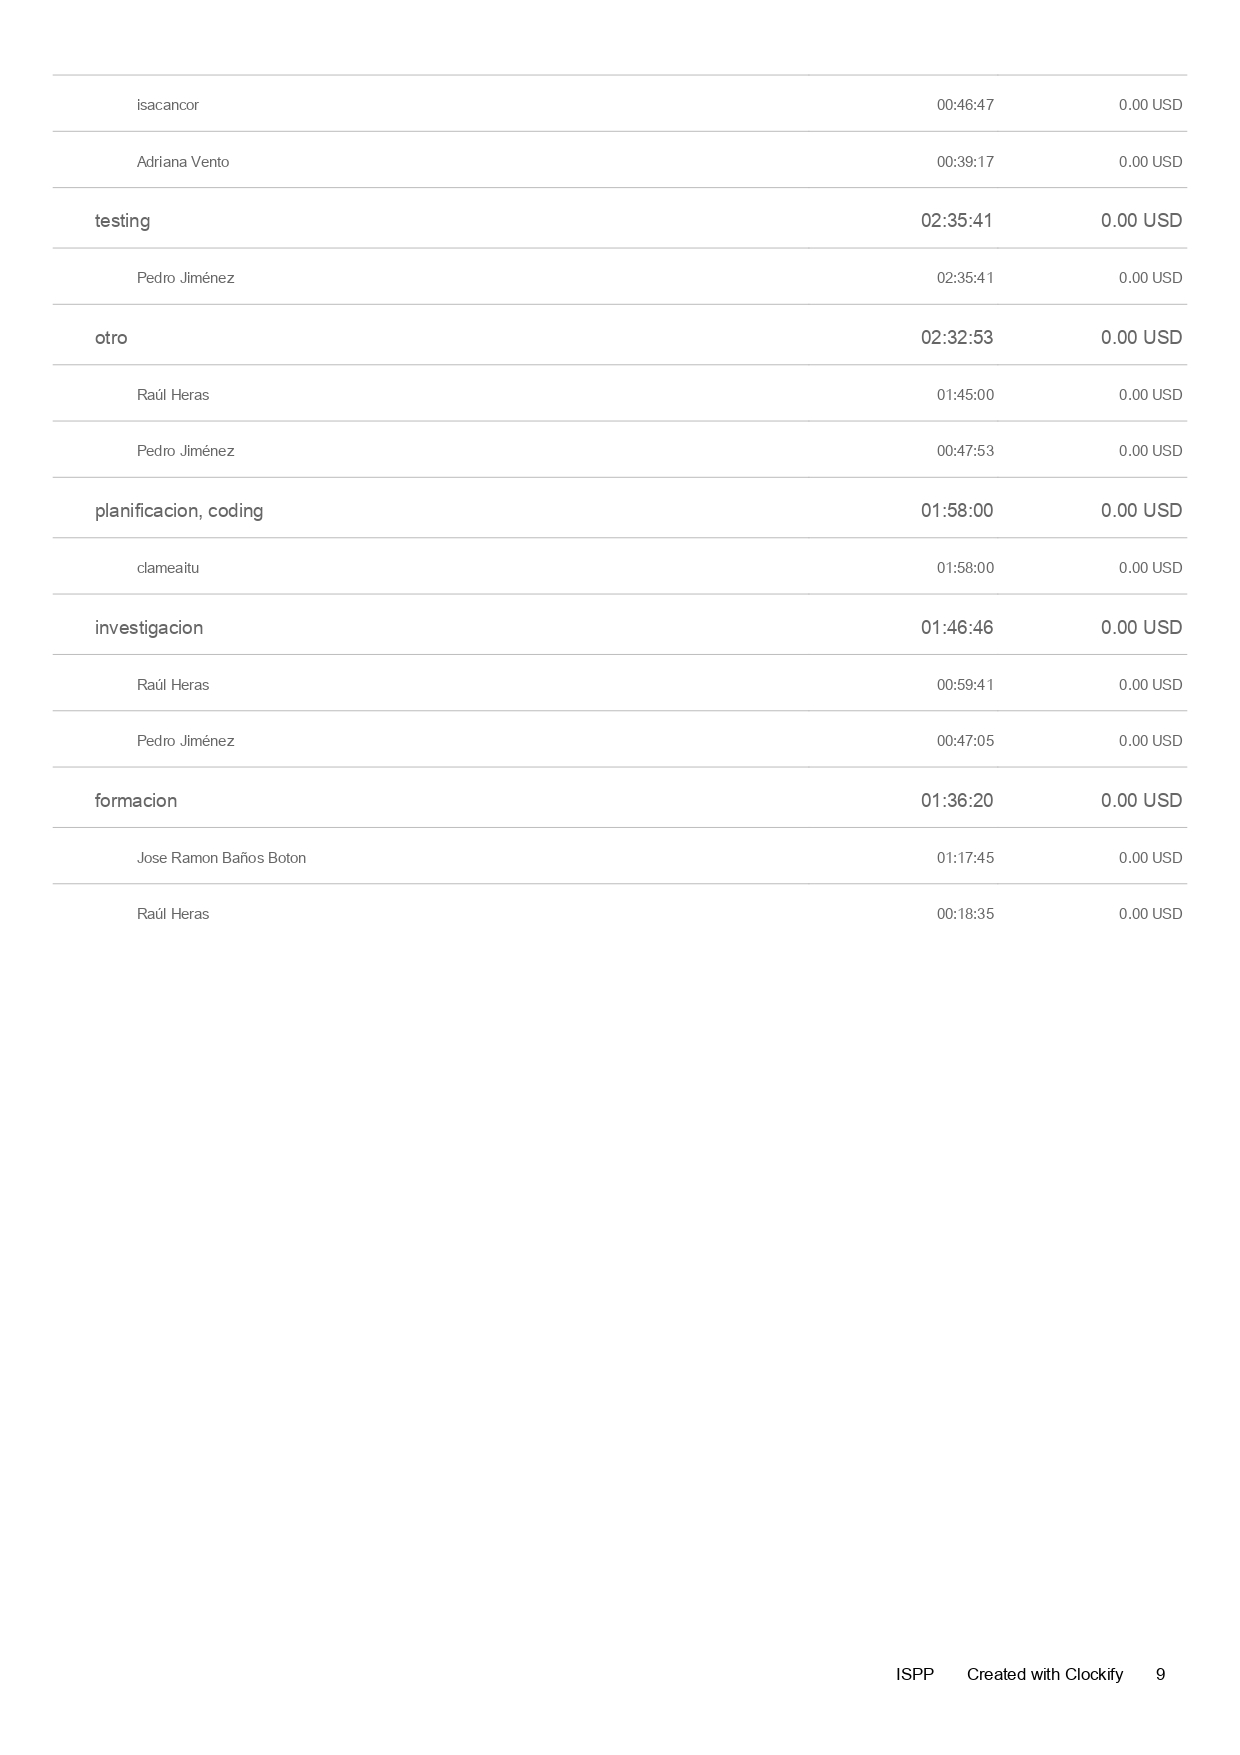 isacancor 00:46:47 0.00 USD
Adriana Vento 00:39:17 0.00 USD
testing 02:35:41 0.00 USD
Pedro Jiménez 02:35:41 0.00 USD
otro 02:32:53 0.00 USD
Raúl Heras 01:45:00 0.00 USD
Pedro Jiménez 00:47:53 0.00 USD
planificacion, coding 01:58:00 0.00 USD
clameaitu 01:58:00 0.00 USD
investigacion 01:46:46 0.00 USD
Raúl Heras 00:59:41 0.00 USD
Pedro Jiménez 00:47:05 0.00 USD
formacion 01:36:20 0.00 USD
Jose Ramon Baños Boton 01:17:45 0.00 USD
Raúl Heras 00:18:35 0.00 USD
ISPP Created with Clockify 9